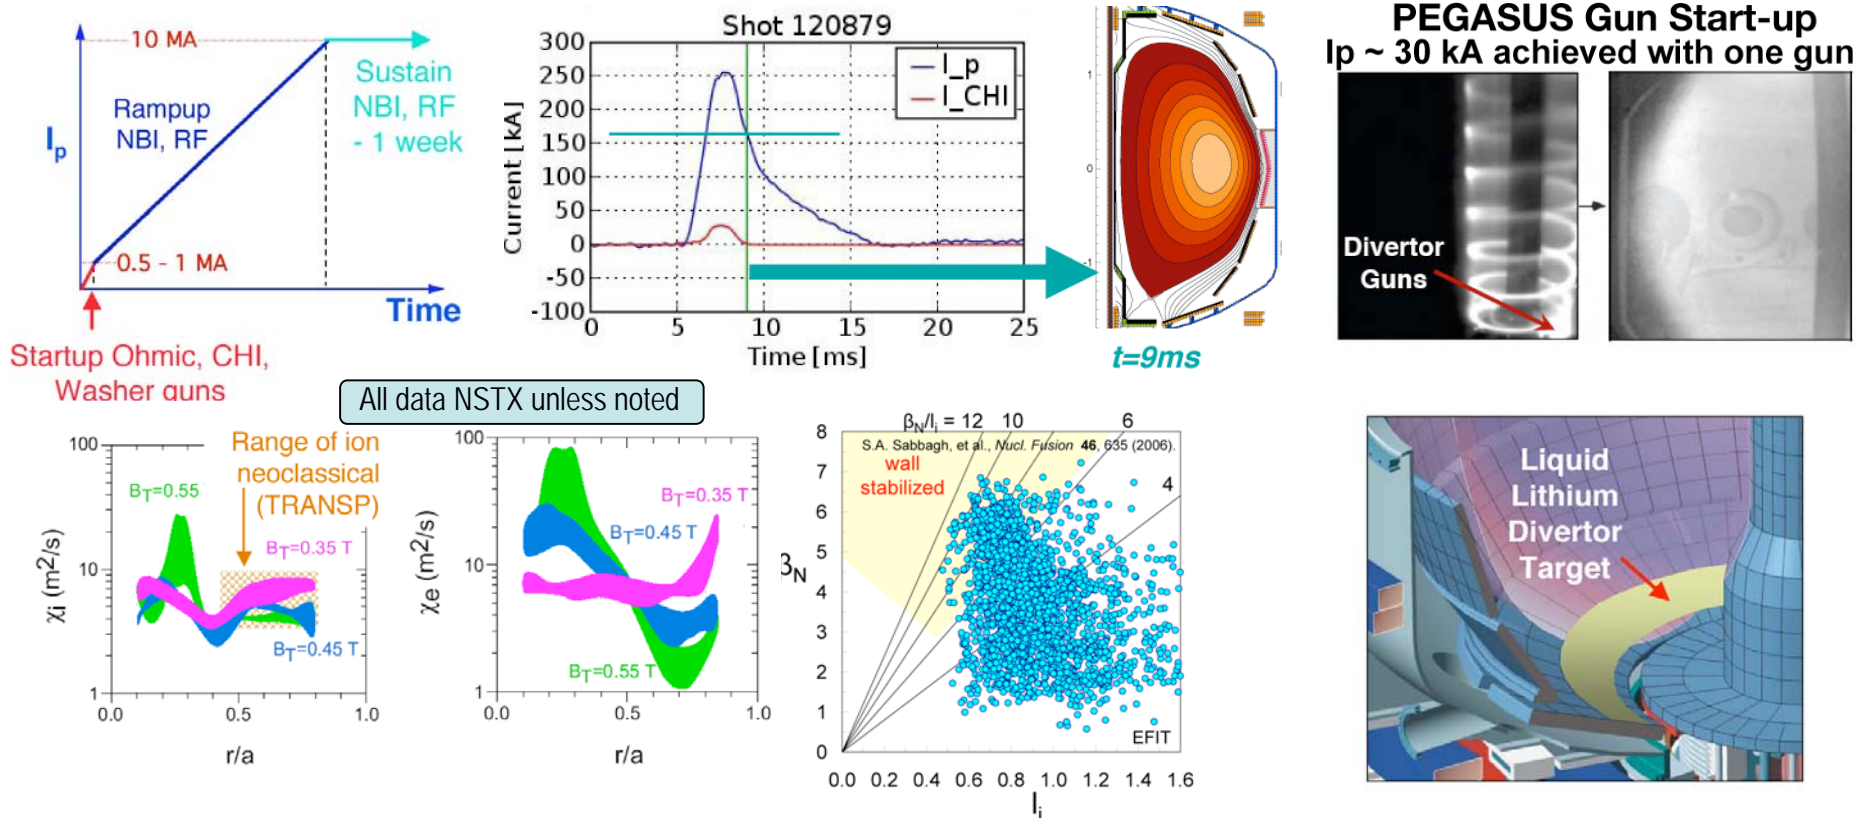 10 MA
Rampup
NBI, RF
Sustain
NBI, RF
- 1 week
Ip
0.5 - 1 MA
Time
Startup Ohmic, CHI,
Washer guns
Shot 120879
I_p
I_CHI
Current [kA]
300
250
200
150
100
50
0
-50
-100
0 5 10 15 20 25
Time [ms]
1
0
-1
t=9ms
PEGASUS Gun Start-up
Ip ~ 30 kA achieved with one gun
Divertor
Guns
All data NSTX unless noted
Range of ion
neoclassical
(TRANSP)
BT=0.55
BT=0.35 T
BT=0.45 T
χi (m2/s)
100
10
1
0.0 0.5 1.0
r/a
BT=0.35 T
BT=0.45 T
BT=0.55 T
χe (m2/s)
100
10
1
0.0 0.5 1.0
r/a
βN/li = 12 10 6
S.A. Sabbagh, et al., Nucl. Fusion 46, 635 (2006).
wall
stabilized
4
βN
8
7
6
5
4
3
2
1
0
EFIT
0.0 0.2 0.4 0.6 0.8 1.0 1.2 1.4 1.6
li
Liquid
Lithium
Divertor
Target